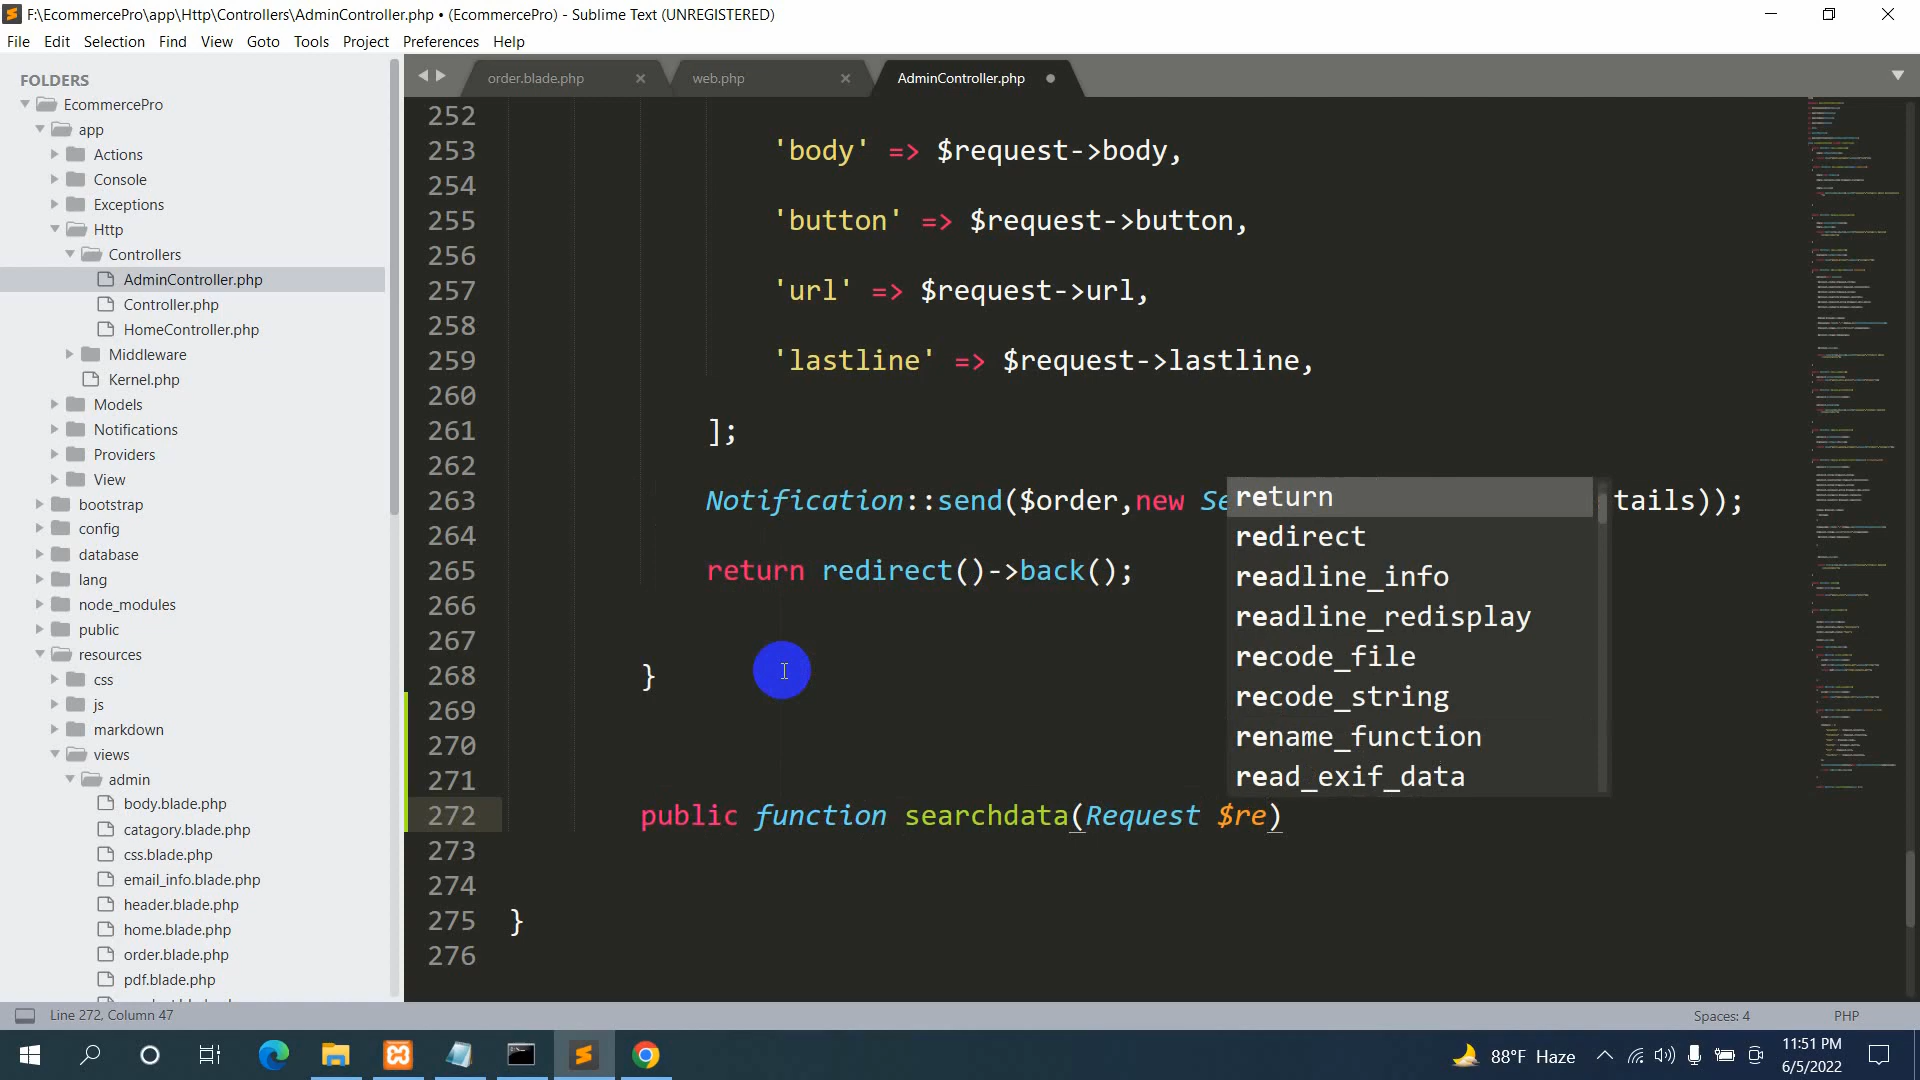 F:\EcommercePro\app\Http\Controllers\AdminController.php • (EcommercePro) - Sublime Text (UNREGISTERED)
File Edit Selection Find View Goto Tools Project Preferences Help
order.blade.php web.php AdminController.php
FOLDERS
EcommercePro
app
Actions
Console
Exceptions
Http
Controllers
AdminController.php
Controller.php
HomeController.php
Middleware
Kernel.php
Models
Notifications
Providers
View
bootstrap
config
database
lang
node_modules
public
resources
css
js
markdown
views
admin
body.blade.php
catagory.blade.php
css.blade.php
email_info.blade.php
header.blade.php
home.blade.php
order.blade.php
pdf.blade.php
252
253 'body' => $request->body,
254
255 'button' => $request->button,
256
257 'url' => $request->url,
258
259 'lastline' => $request->lastline,
260
261 ];
262
263 Notification::send($order,new Se tails));
264
265 return redirect()->back();
266
267
268 }
269
270
271
272 public function searchdata(Request $re)
273
274
275 }
276
return
redirect
readline_info
readline_redisplay
recode_file
recode_string
rename_function
read_exif_data
Line 272, Column 47 Spaces: 4 PHP
88°F Haze 11:51 PM
6/5/2022